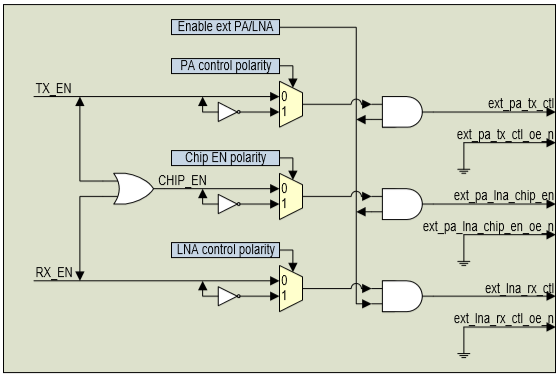 Enable ext PA/LNA
PA control polarity
TX_EN
0
1
ext_pa_tx_ctl
ext_pa_tx_ctl_oe_n
Chip EN polarity
CHIP_EN
0
1
ext_pa_lna_chip_en
ext_pa_lna_chip_en_oe_n
LNA control polarity
RX_EN
0
1
ext_lna_rx_ctl
ext_lna_rx_ctl_oe_n